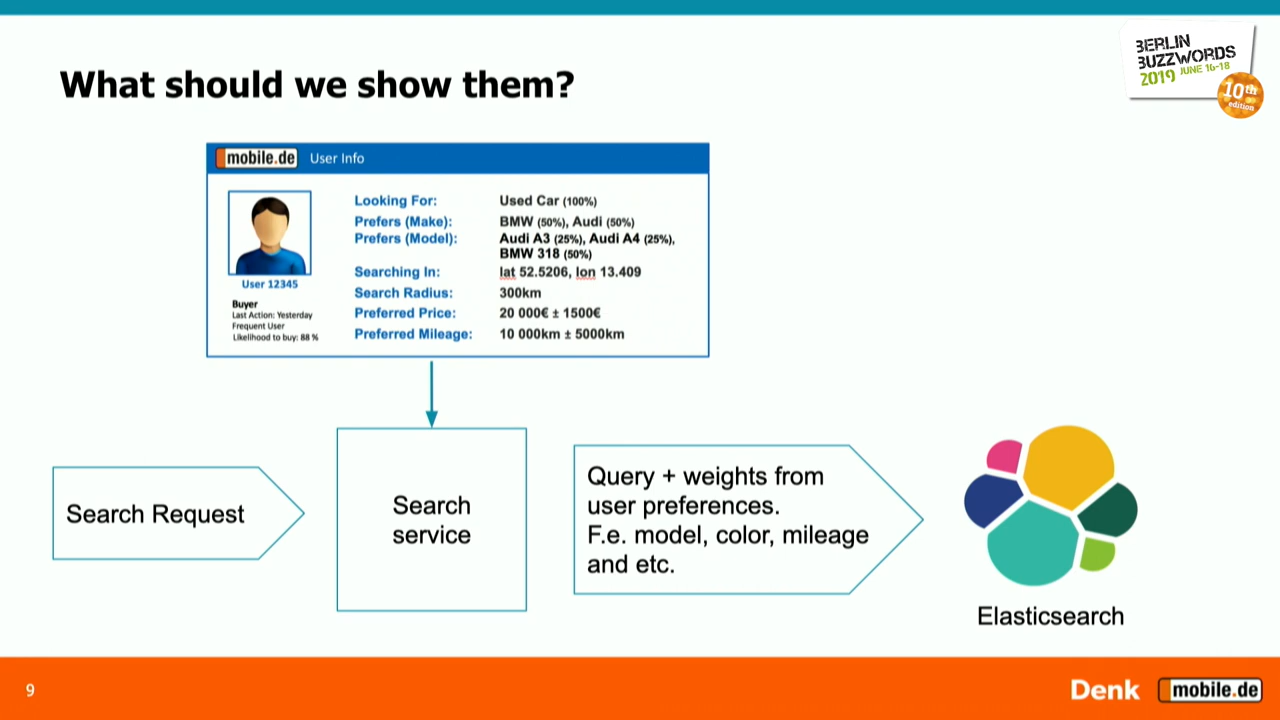 BERLIN
BUZZWORDS
2019 JUNE 16-18
10th
edition
What should we show them?
mobile.de User Info
Looking For: Used Car (100%)
Prefers (Make): BMW (50%), Audi (50%)
Prefers (Model): Audi A3 (25%), Audi A4 (25%),
BMW 318 (50%)
Searching In: lat 52.5206, lon 13.409
Search Radius: 300km
Preferred Price: 20 000€ ± 1500€
Preferred Mileage: 10 000km ± 5000km
User 12345
Buyer
Last Action: Yesterday
Frequent User
Likelihood to buy: 88 %
Search Request
Search
service
Query + weights from
user preferences.
F.e. model, color, mileage
and etc.
Elasticsearch
9
Denk mobile.de